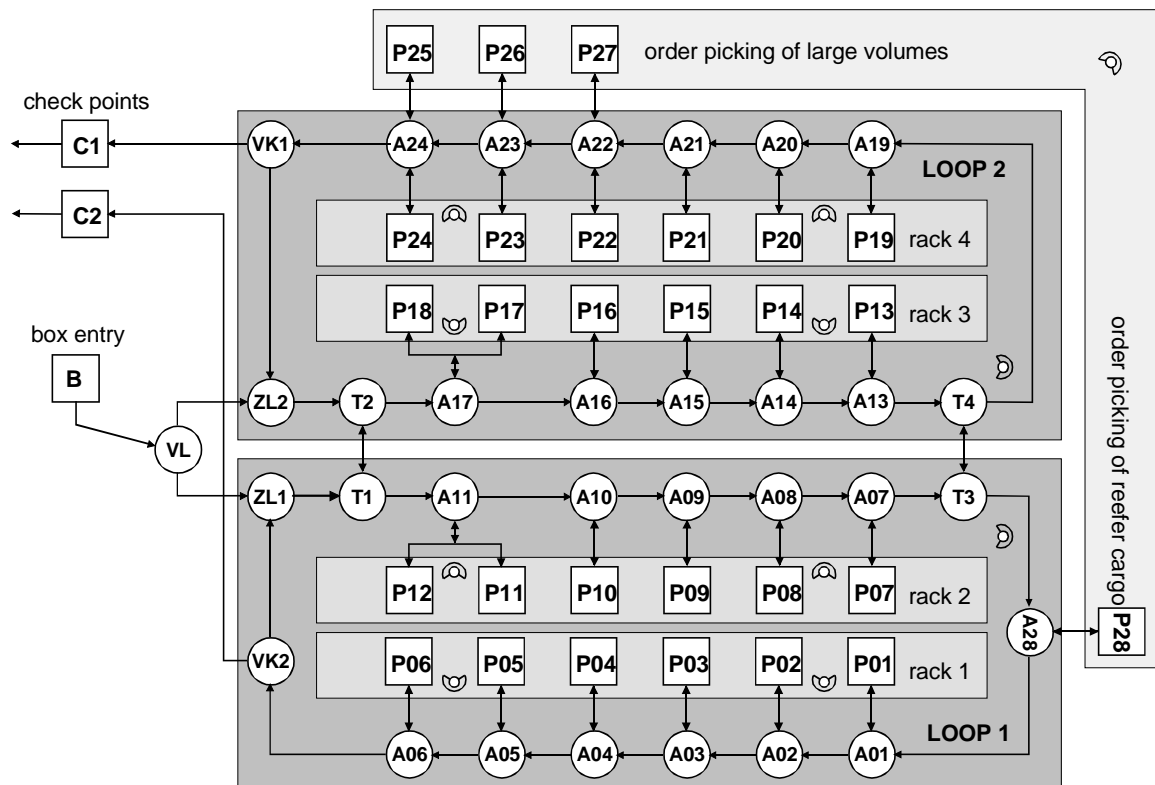 P25 P26 P27 order picking of large volumes
check points
C1 VK1 A24 A23 A22 A21 A20 A19
LOOP 2
C2
P24 P23 P22 P21 P20 P19 rack 4
P18 P17 P16 P15 P14 P13 rack 3
box entry
B
ZL2 T2 A17 A16 A15 A14 A13 T4
VL
ZL1 T1 A11 A10 A09 A08 A07 T3
P12 P11 P10 P09 P08 P07 rack 2
order picking of reefer cargo
A28 P28
VK2 P06 P05 P04 P03 P02 P01 rack 1
LOOP 1
A06 A05 A04 A03 A02 A01